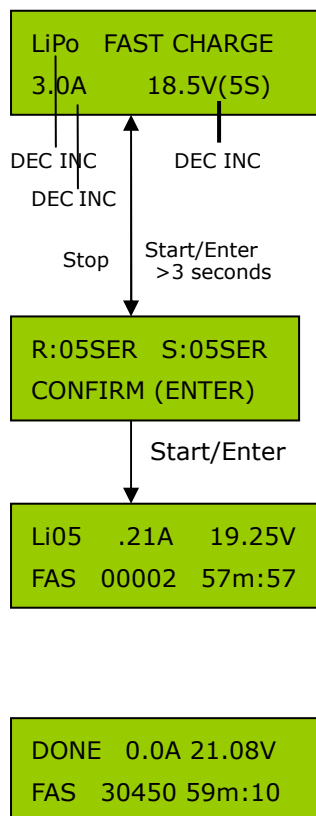 LiPo FAST CHARGE
3.0A 18.5V(5S)
DEC INC DEC INC
DEC INC
Stop Start/Enter
>3 seconds
R:05SER S:05SER
CONFIRM (ENTER)
Start/Enter
Li05 .21A 19.25V
FAS 00002 57m:57
DONE 0.0A 21.08V
FAS 30450 59m:10